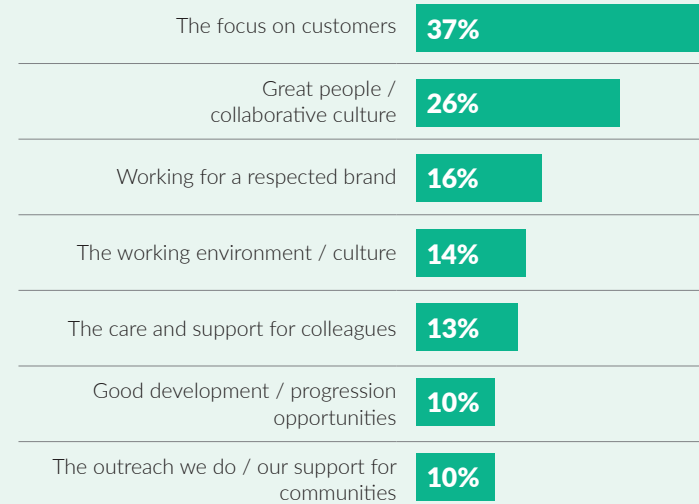 The focus on customers
37%
Great people /
collaborative culture
26%
Working for a respected brand
16%
The working environment / culture
14%
The care and support for colleagues
13%
Good development / progression
opportunities
10%
The outreach we do / our support for
communities
10%